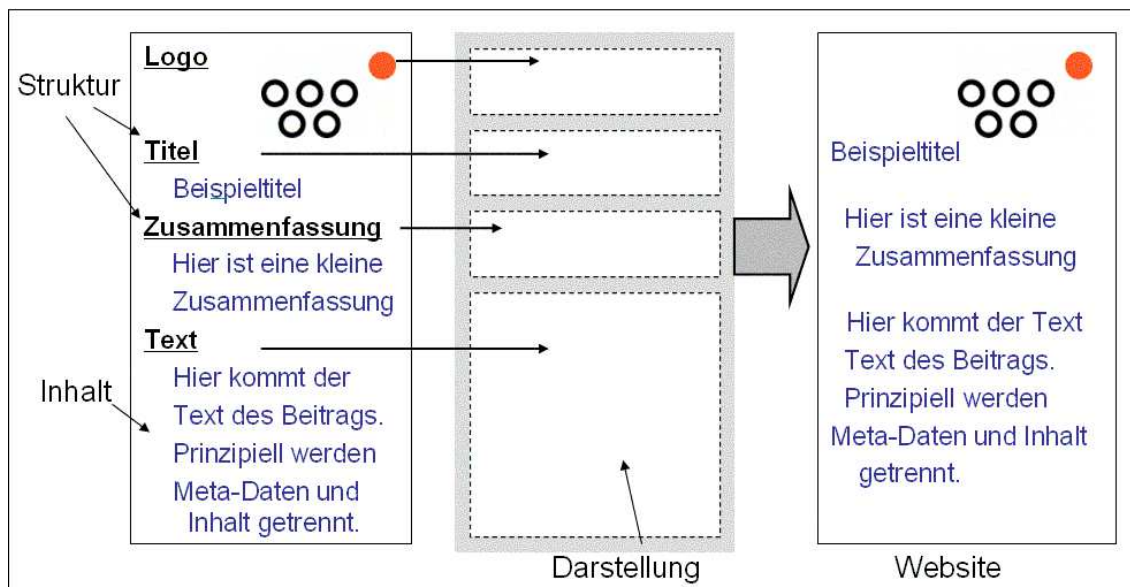 Struktur
Inhalt
Logo
Titel
Beispieltitel
Zusammenfassung
Hier ist eine kleine
Zusammenfassung
Text
Hier kommt der
Text des Beitrags.
Prinzipiell werden
Meta-Daten und
Inhalt getrennt.
Darstellung
Beispieltitel
Hier ist eine kleine
Zusammenfassung
Hier kommt der Text
Text des Beitrags.
Prinzipiell werden
Meta-Daten und Inhalt
getrennt.
Website